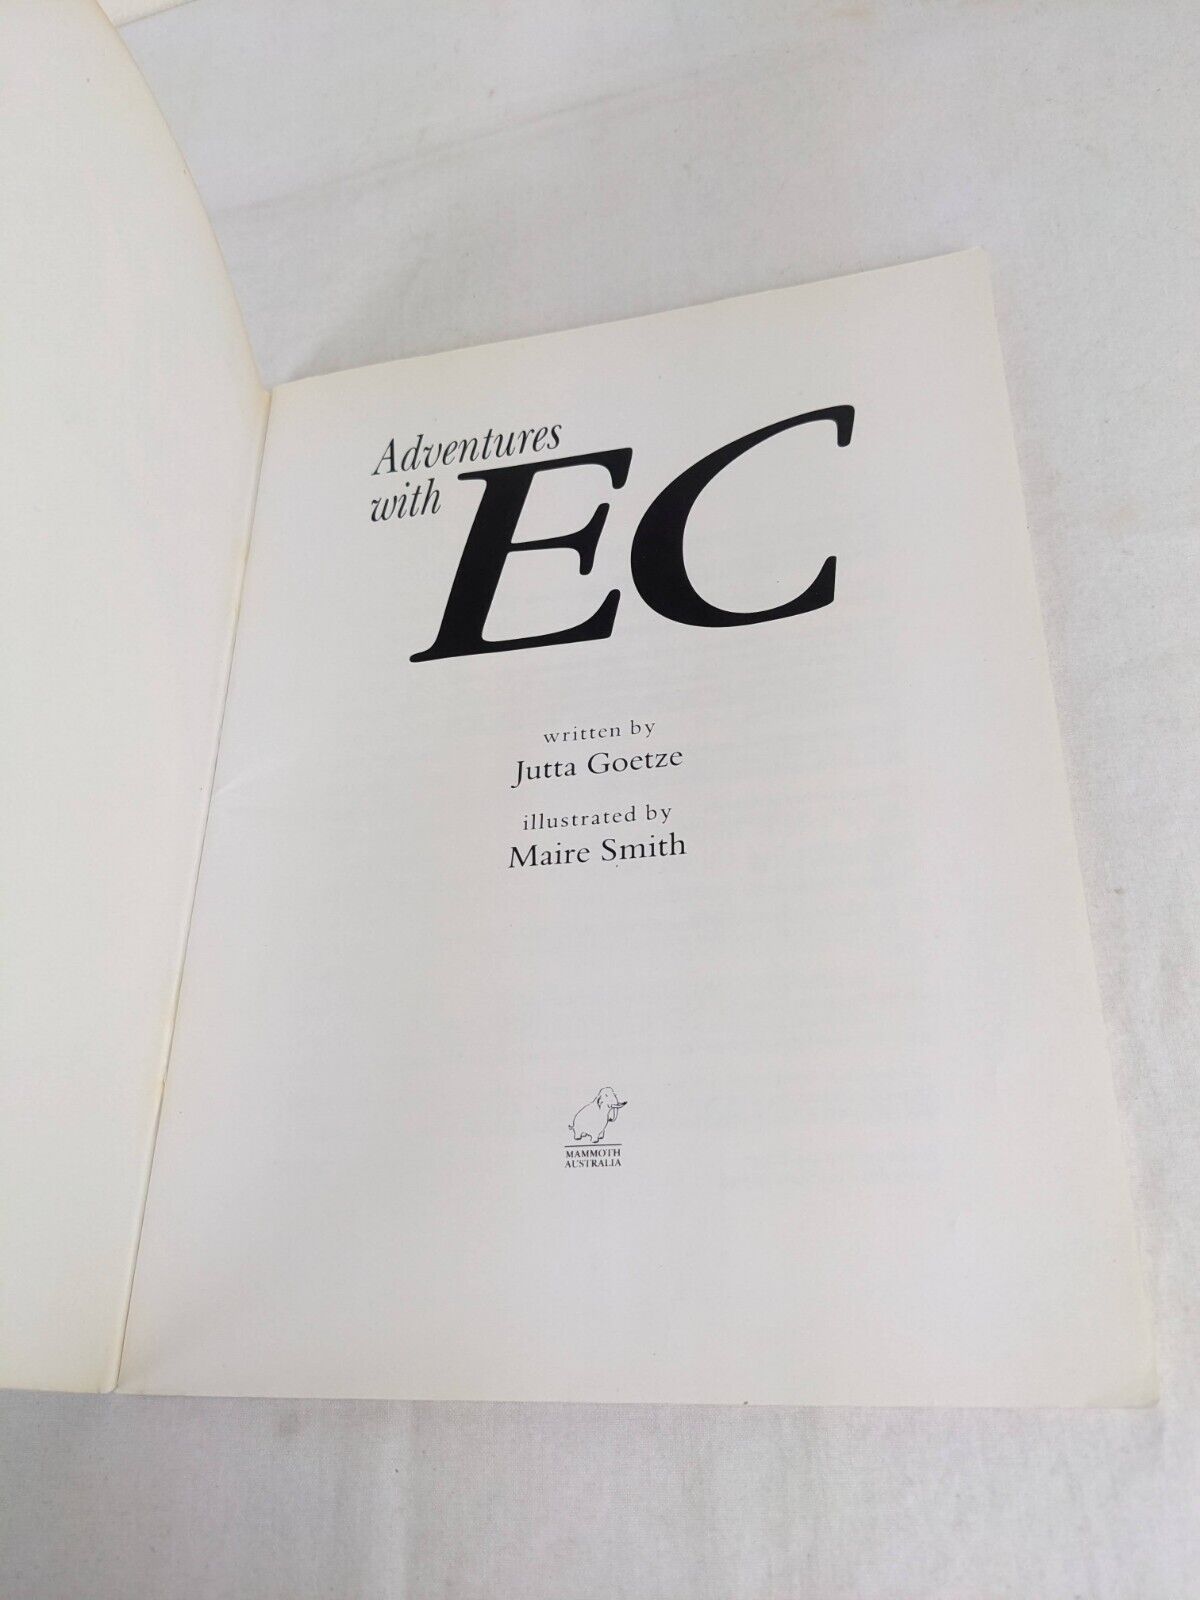 Adventures
with EC
written by
Jutta Goetze
illustrated by
Maire Smith
MAMMOTH
AUSTRALIA